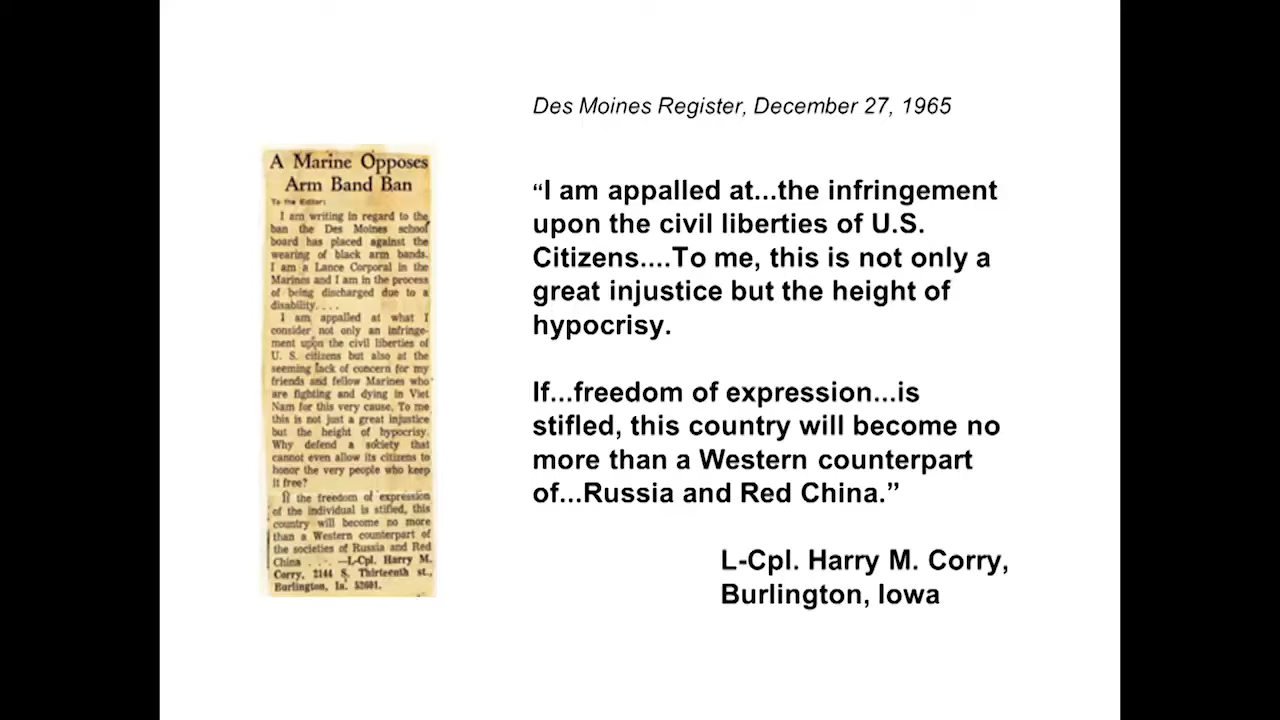 Des Moines Register, December 27, 1965
A Marine Opposes
Arm Band Ban
To the Editor:
I am writing in regard to the
ban the Des Moines school
board has placed against the
wearing of black arm bands.
I am a Lance Corporal in the
Marines and I am in the process
of being discharged due to a
disability. . . .
I am appalled at what I
consider not only an infringe-
ment upon the civil liberties of
U. S. citizens but also at the
seeming lack of concern for my
friends and fellow Marines who
are fighting and dying in Viet
Nam for this very cause. To me
this is not just a great injustice
but the height of hypocrisy.
Why defend a society that
cannot even allow its citizens to
honor the very people who keep
it free?
If the freedom of expression
of the individual is stifled, this
country will become no more
than a Western counterpart of
the societies of Russia and Red
China . . . . —L-Cpl. Harry M.
Corry, 2144 S. Thirteenth st.,
Burlington, Ia. 52601.
“I am appalled at...the infringement
upon the civil liberties of U.S.
Citizens....To me, this is not only a
great injustice but the height of
hypocrisy.
If...freedom of expression...is
stifled, this country will become no
more than a Western counterpart
of...Russia and Red China.”
L-Cpl. Harry M. Corry,
Burlington, Iowa